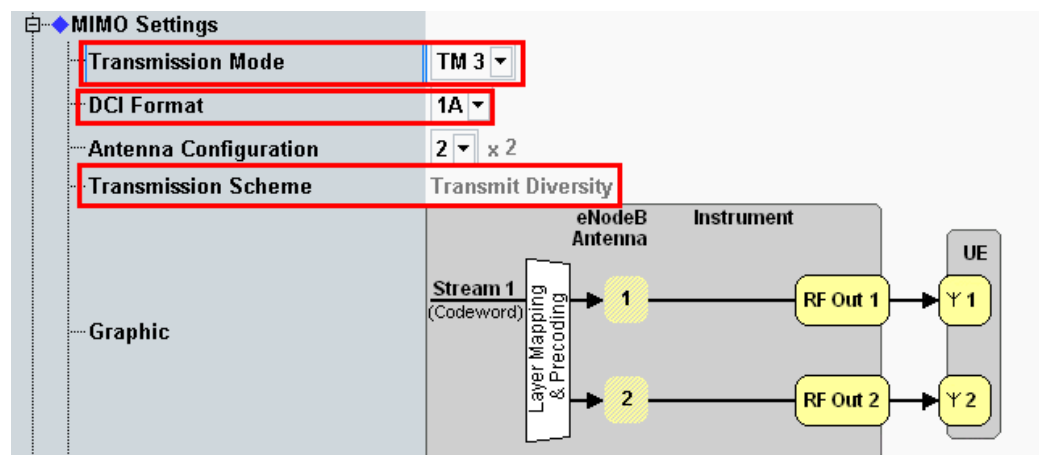 MIMO Settings
Transmission Mode TM 3
DCI Format 1A
Antenna Configuration 2 x 2
Transmission Scheme Transmit Diversity
Graphic
eNodeB
Antenna
Instrument
UE
Stream 1
(Codeword)
Layer Mapping
& Precoding
1
RF Out 1
1
2
RF Out 2
2